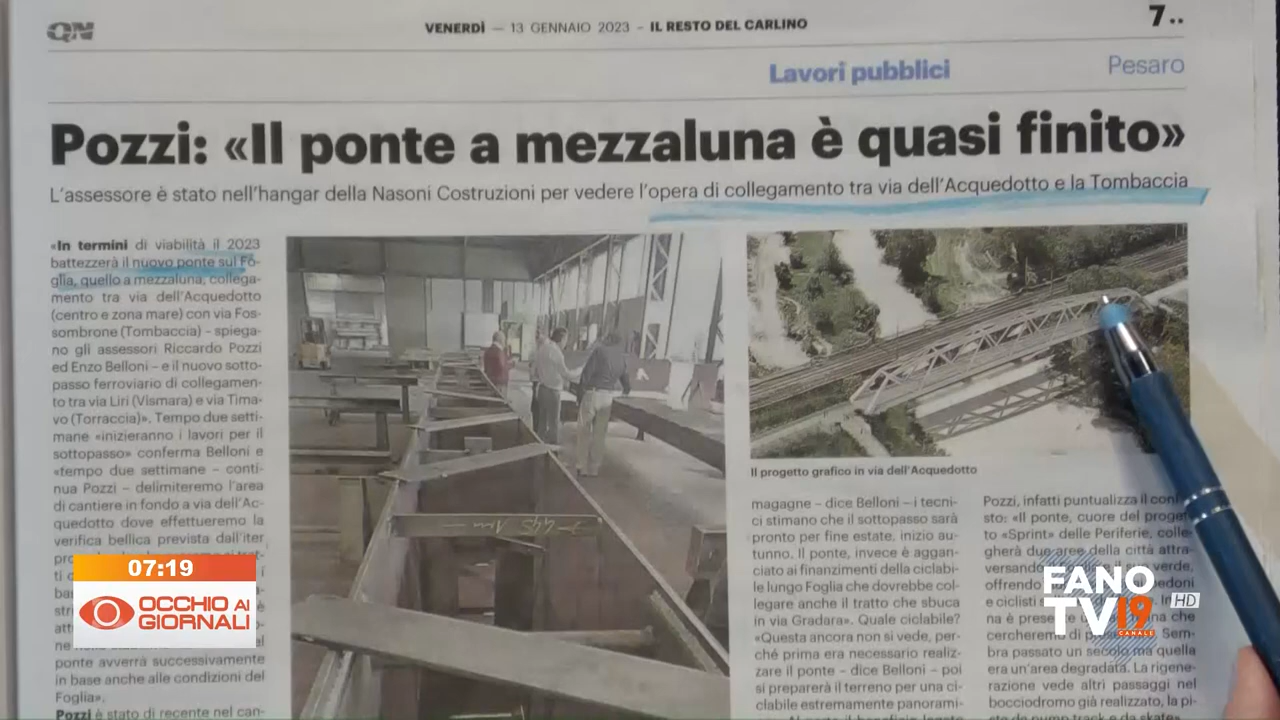 QN
VENERDÌ — 13 GENNAIO 2023 – IL RESTO DEL CARLINO
7..
Lavori pubblici
Pesaro
Pozzi: «Il ponte a mezzaluna è quasi finito»
L'assessore è stato nell'hangar della Nasoni Costruzioni per vedere l'opera di collegamento tra via dell'Acquedotto e la Tombaccia
«In termini di viabilità il 2023
battezzerà il nuovo ponte sul Fo-
glia, quello a mezzaluna, collega-
mento tra via dell'Acquedotto
(centro e zona mare) con via Fos-
sombrone (Tombaccia) – spiega-
no gli assessori Riccardo Pozzi
ed Enzo Belloni – e il nuovo sotto-
passo ferroviario di collegamen-
to tra via Liri (Vismara) e via Tima-
vo (Torraccia)». Tempo due setti-
mane «inizieranno i lavori per il
sottopasso» conferma Belloni e
«tempo due settimane – conti-
nua Pozzi – delimiteremo l'area
di cantiere in fondo a via dell'Ac-
quedotto dove effettueremo la
verifica bellica prevista dall'iter
ponte avverrà successivamente
in base anche alle condizioni del
Foglia».
Pozzi è stato di recente nel can-
Il progetto grafico in via dell'Acquedotto
magagne – dice Belloni – i tecni-
ci stimano che il sottopasso sarà
pronto per fine estate, inizio au-
tunno. Il ponte, invece è aggan-
ciato ai finanziamenti della ciclabi-
le lungo Foglia che dovrebbe col-
legare anche il tratto che sbuca
in via Gradara». Quale ciclabile?
«Questa ancora non si vede, per-
ché prima era necessario realiz-
zare il ponte – dice Belloni – poi
si preparerà il terreno per una ci-
clabile estremamente panorami-
Pozzi, infatti puntualizza il
sto: «Il ponte, cuore del proget-
to «Sprint» delle Periferie, colle-
gherà due aree della città attra-
versando verde,
offrendo
e ciclisti
na è
cercheremo di Sem-
bra passato un secolo ma quella
era un'area degradata. La rigene-
razione vede altri passaggi nel
bocciodromo già realizzato, la pi-
sta da pump track e da skate
07:19
OCCHIO AI
GIORNALI
FANO
TV 19 HD
CANALE